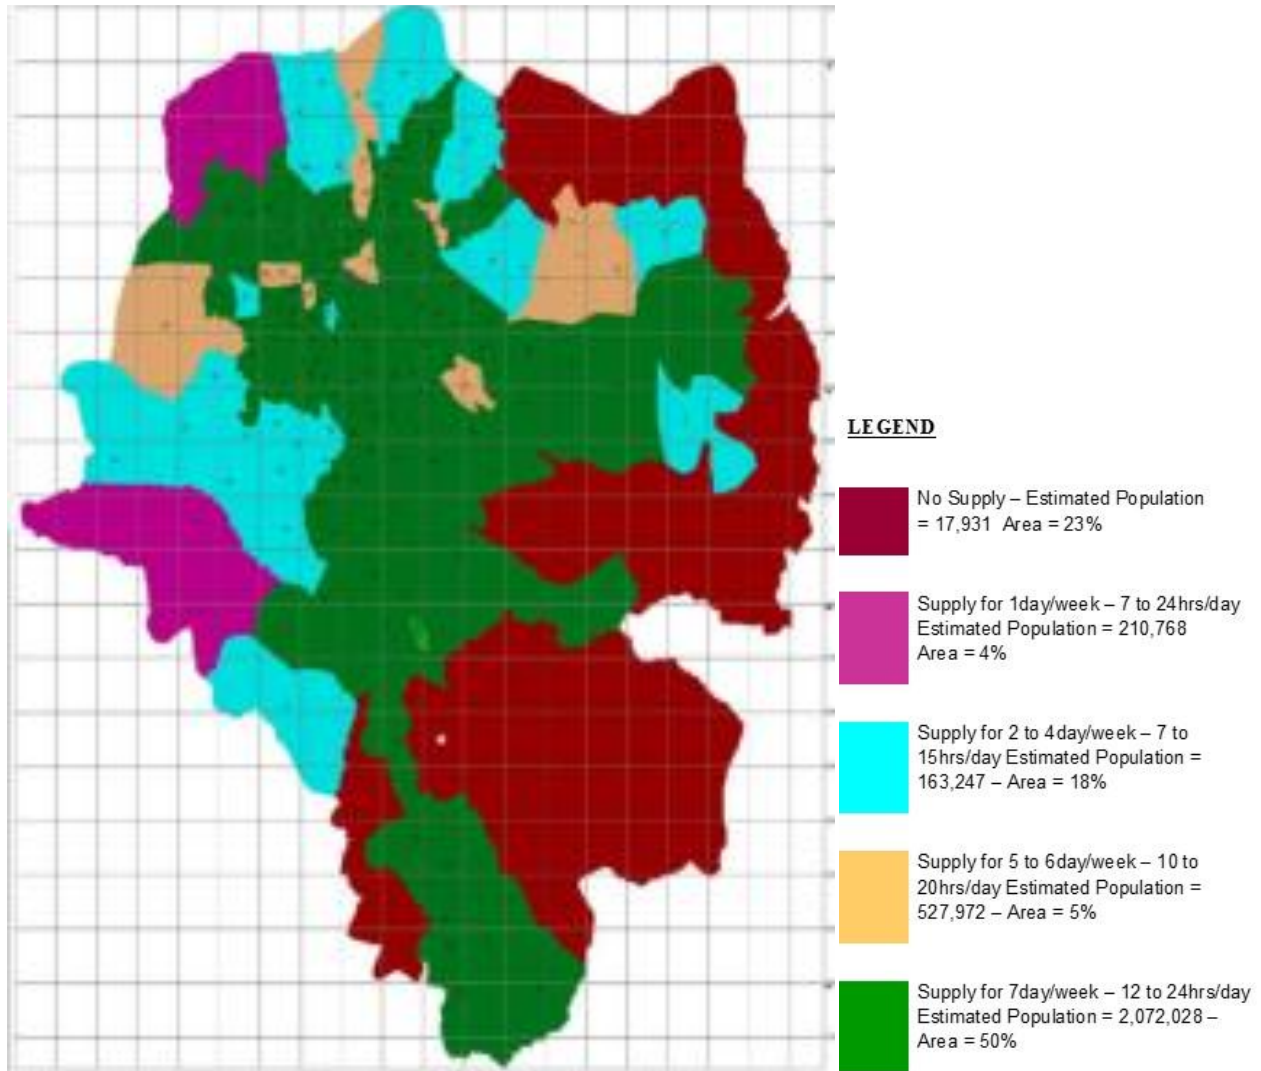 LEGEND
No Supply – Estimated Population
= 17,931 Area = 23%
Supply for 1day/week – 7 to 24hrs/day
Estimated Population = 210,768
Area = 4%
Supply for 2 to 4day/week – 7 to
15hrs/day Estimated Population =
163,247 – Area = 18%
Supply for 5 to 6day/week – 10 to
20hrs/day Estimated Population =
527,972 – Area = 5%
Supply for 7day/week – 12 to 24hrs/day
Estimated Population = 2,072,028 –
Area = 50%